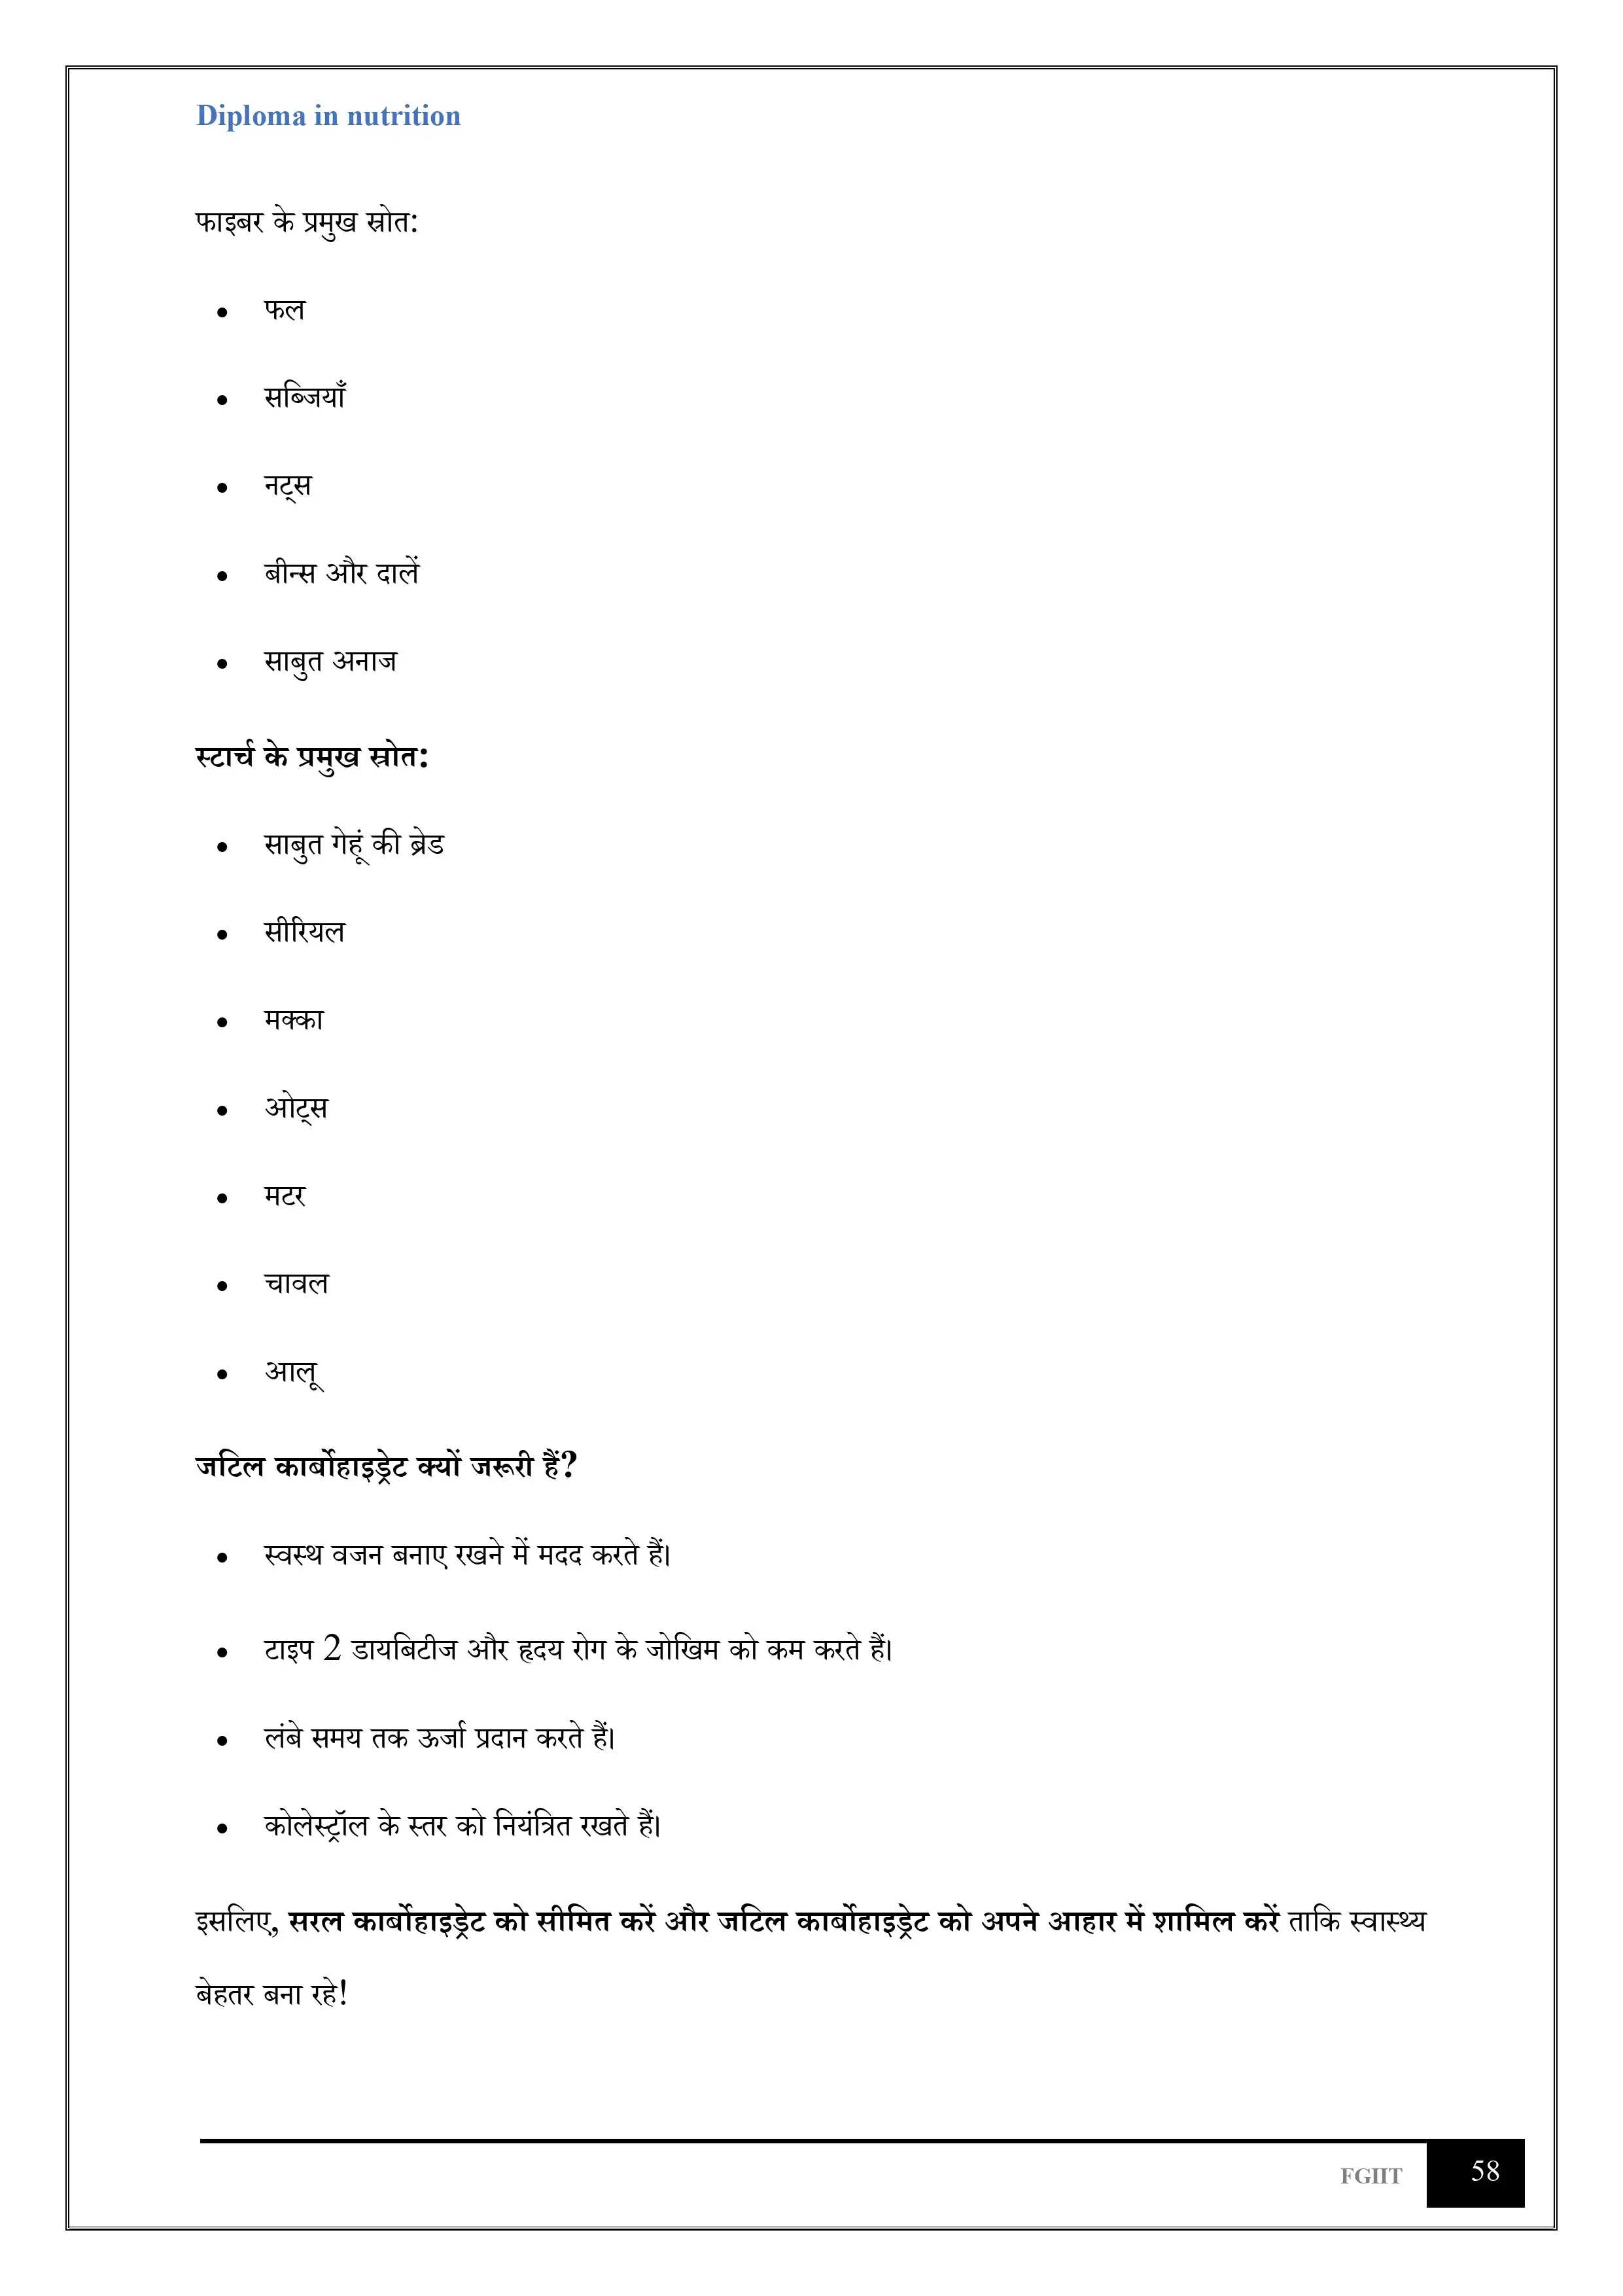 Diploma in nutrition
फाइबर के प्रमुख स्रोत:
• फल
• सब्जियाँ
• नट्स
• बीन्स और दालें
• साबुत अनाज
स्टार्च के प्रमुख स्रोत:
• साबुत गेहूं की ब्रेड
• सीरियल
• मक्का
• ओट्स
• मटर
• चावल
• आलू
जटिल कार्बोहाइड्रेट क्यों जरूरी हैं?
• स्वस्थ वजन बनाए रखने में मदद करते हैं।
• टाइप 2 डायबिटीज और हृदय रोग के जोखिम को कम करते हैं।
• लंबे समय तक ऊर्जा प्रदान करते हैं।
• कोलेस्ट्रॉल के स्तर को नियंत्रित रखते हैं।
इसलिए, सरल कार्बोहाइड्रेट को सीमित करें और जटिल कार्बोहाइड्रेट को अपने आहार में शामिल करें ताकि स्वास्थ्य
बेहतर बना रहे!
FGIIT 58